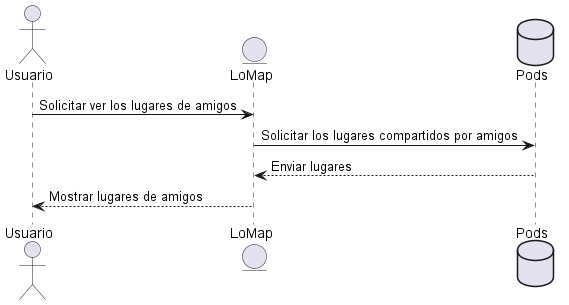 Usuario
LoMap
Pods
Solicitar ver los lugares de amigos
Solicitar los lugares compartidos por amigos
Enviar lugares
Mostrar lugares de amigos
Usuario
LoMap
Pods